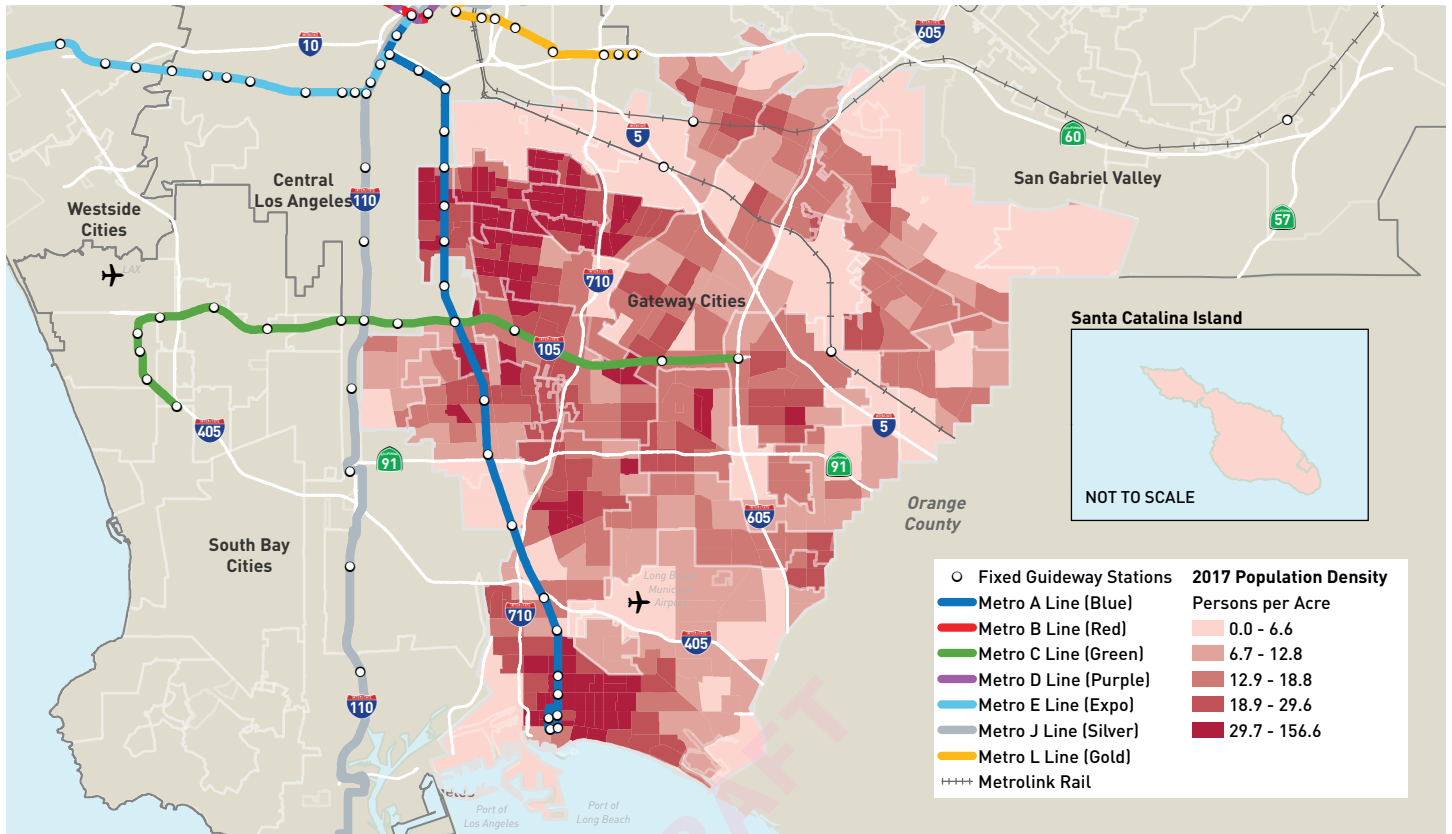 10
605
5
60
San Gabriel Valley
57
Central
Los Angeles
110
Westside
Cities
LAX
710
Gateway Cities
105
Santa Catalina Island
NOT TO SCALE
405
91
5
91
Orange
County
605
South Bay
Cities
Long Beach
Municipal
Airport
710
405
110
Port of
Los Angeles
Port of
Long Beach
DRAFT
Fixed Guideway Stations
Metro A Line (Blue)
Metro B Line (Red)
Metro C Line (Green)
Metro D Line (Purple)
Metro E Line (Expo)
Metro J Line (Silver)
Metro L Line (Gold)
Metrolink Rail
2017 Population Density
Persons per Acre
0.0 - 6.6
6.7 - 12.8
12.9 - 18.8
18.9 - 29.6
29.7 - 156.6